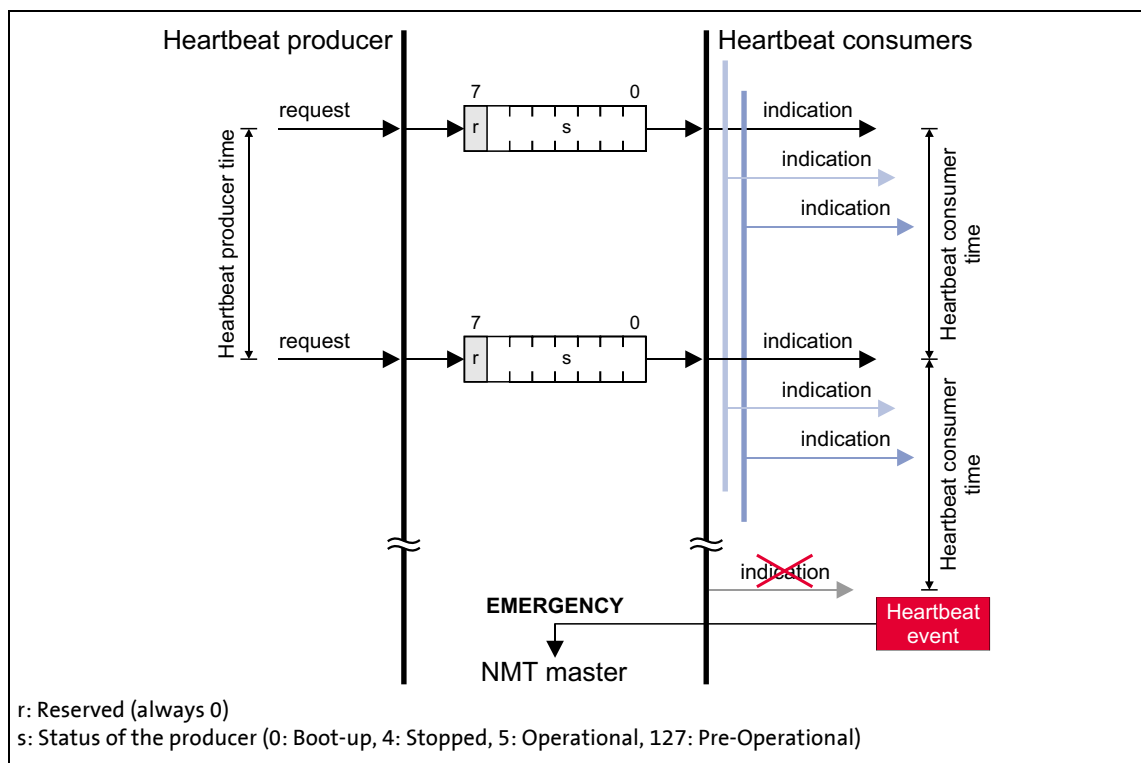 Heartbeat producer
Heartbeat consumers
7 0
request
r s
indication
indication
indication
Heartbeat producer time
Heartbeat consumer
time
7 0
request
r s
indication
indication
indication
Heartbeat consumer
time
indication
EMERGENCY
Heartbeat
event
NMT master
r: Reserved (always 0)
s: Status of the producer (0: Boot-up, 4: Stopped, 5: Operational, 127: Pre-Operational)